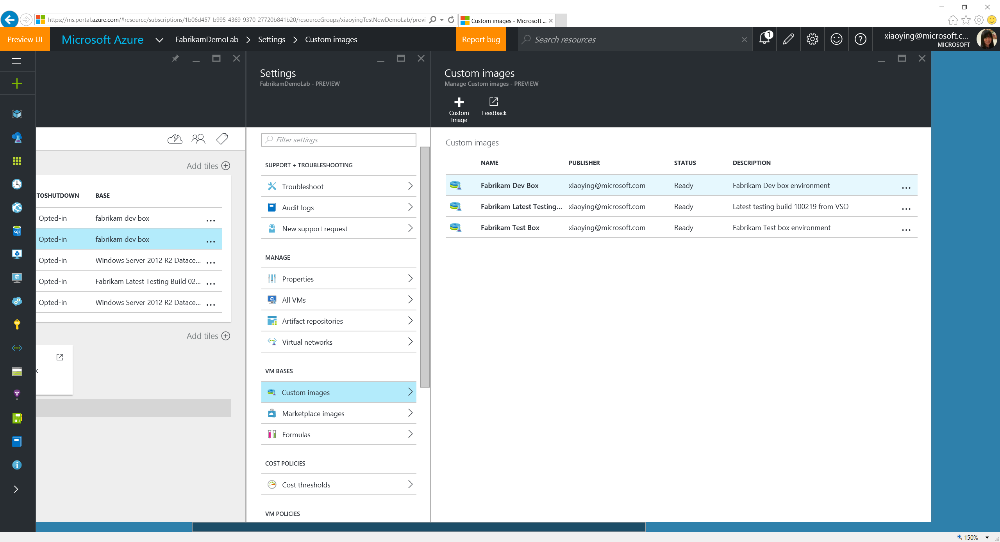 https://ms.portal.azure.com/#resource/subscriptions/1b06d457-b995-4369-9370-27720b841b20/resourceGroups/xiaoyingTestNewDemoLab/provi
Custom images - Microsoft ...
Preview UI
Microsoft Azure
FabrikamDemoLab
Settings
Custom images
Report bug
Search resources
1
xiaoying@microsoft.c...
MICROSOFT
Add tiles
TOSHUTDOWN BASE
Opted-in fabrikam dev box ...
Opted-in fabrikam dev box ...
Opted-in Windows Server 2012 R2 Datace... ...
Opted-in Fabrikam Latest Testing Build 02... ...
Opted-in Windows Server 2012 R2 Datace... ...
Add tiles
SQL
Settings
FabrikamDemoLab - PREVIEW
Filter settings
SUPPORT + TROUBLESHOOTING
Troubleshoot
Audit logs
New support request
MANAGE
Properties
All VMs
Artifact repositories
Virtual networks
VM BASES
Custom images
Marketplace images
Formulas
COST POLICIES
Cost thresholds
VM POLICIES
Custom images
Manage Custom images - PREVIEW
Custom
Image
Feedback
Custom images
NAME PUBLISHER STATUS DESCRIPTION
Fabrikam Dev Box xiaoying@microsoft.com Ready Fabrikam Dev box environment ...
Fabrikam Latest Testing... xiaoying@microsoft.com Ready Latest testing build 100219 from VSO ...
Fabrikam Test Box xiaoying@microsoft.com Ready Fabrikam Test box environment ...
150%